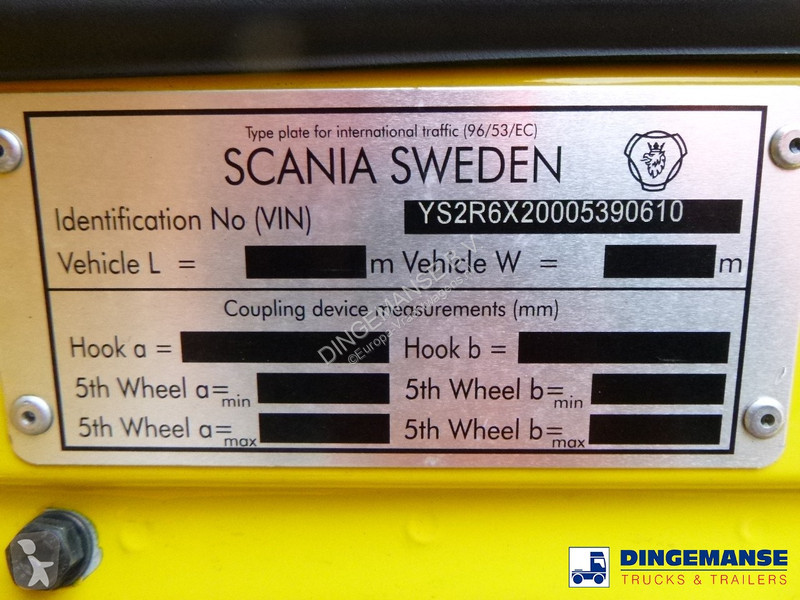 Type plate for international traffic (96/53/EC)
SCANIA SWEDEN
Identification No (VIN) YS2R6X20005390610
Vehicle L = m Vehicle W = m
Coupling device measurements (mm)
Hook a = Hook b =
5th Wheel a=min 5th Wheel b=min
5th Wheel a=max 5th Wheel b=max
DINGEMANSE B.V.
DINGEMANSE
TRUCKS & TRAILERS